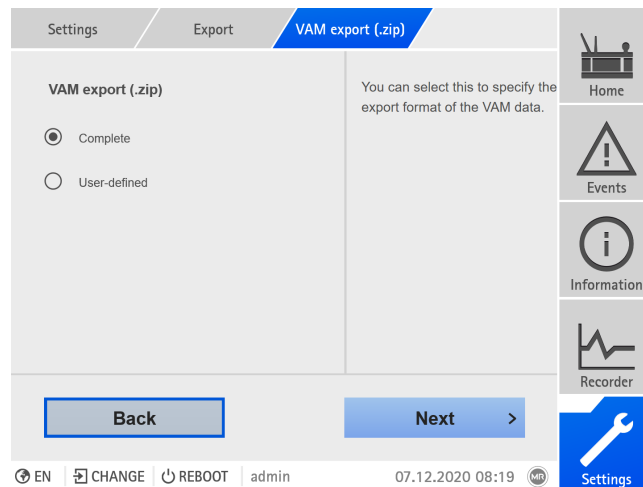 Settings
Export
VAM export (.zip)
VAM export (.zip)
Complete
User-defined
You can select this to specify the
export format of the VAM data.
Back
Next >
EN
CHANGE
REBOOT
admin
07.12.2020 08:19
MR
Home
Events
Information
Recorder
Settings